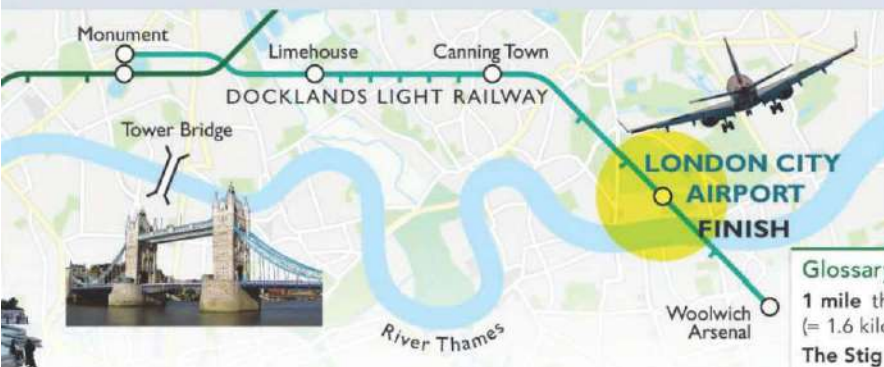 Monument
Limehouse
Canning Town
DOCKLANDS LIGHT RAILWAY
Tower Bridge
LONDON CITY
AIRPORT
FINISH
River Thames
Woolwich
Arsenal
Glossar
1 mile th
(= 1.6 kil
The Stig